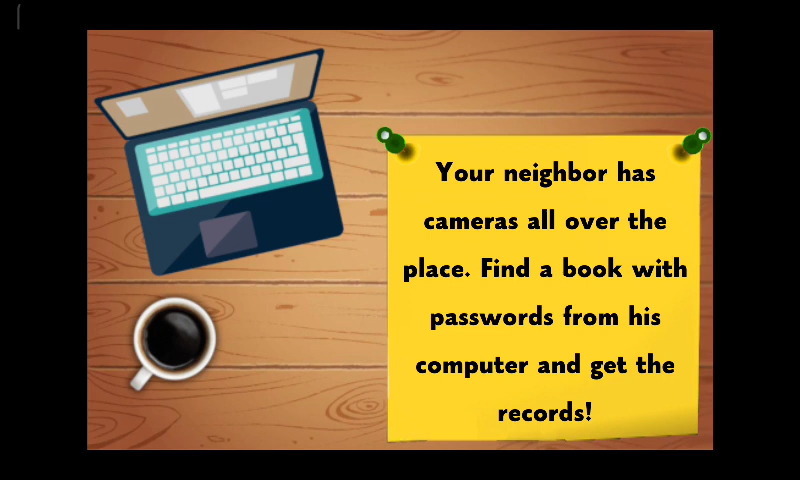 Your neighbor has
cameras all over the
place. Find a book with
passwords from his
computer and get the
records!